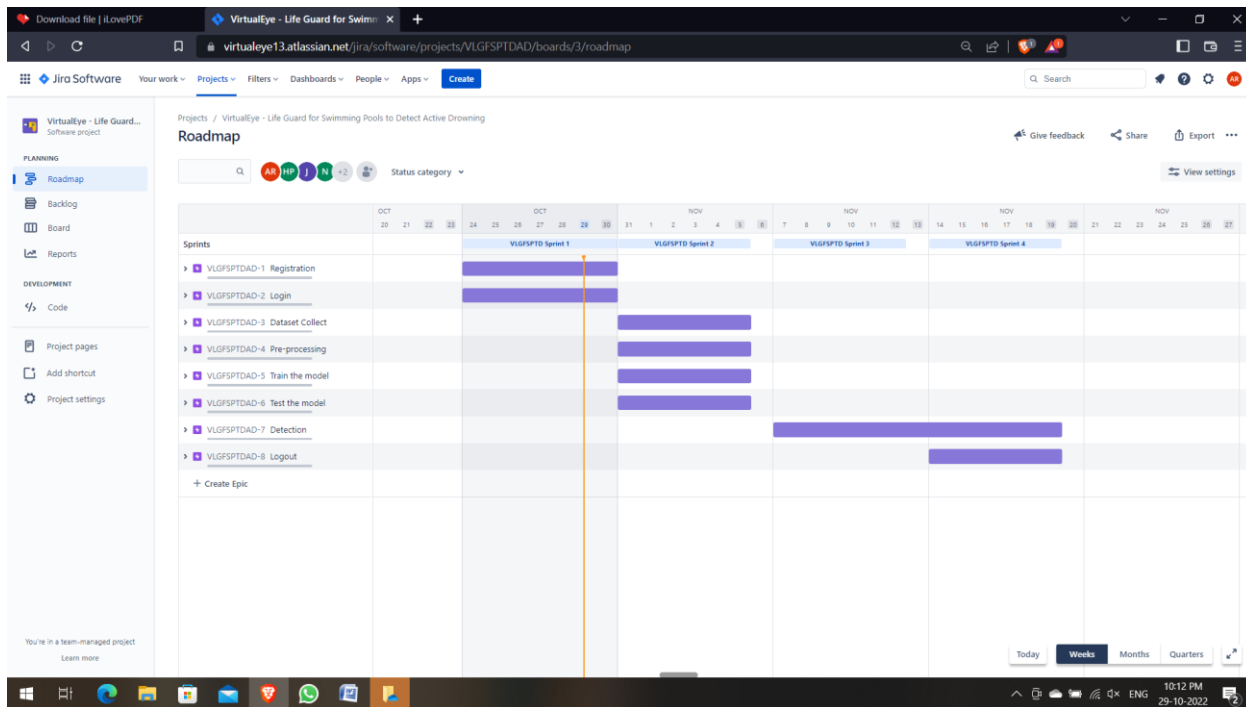 Download file | iLovePDF
VirtualEye - Life Guard for Swimm
virtualeye13.atlassian.net/jira/software/projects/VLGFSPTDAD/boards/3/roadmap
Jira Software Your work Projects Filters Dashboards People Apps Create Search AR
VirtualEye - Life Guard...
Software project
PLANNING
Roadmap
Backlog
Board
Reports
DEVELOPMENT
Code
Project pages
Add shortcut
Project settings
You're in a team-managed project
Learn more
Projects / VirtualEye - Life Guard for Swimming Pools to Detect Active Drowning
Roadmap
Give feedback Share Export
AR HP J N +2 Status category View settings
OCT OCT NOV NOV NOV NOV
20 21 22 23 24 25 26 27 28 29 30 31 1 2 3 4 5 6 7 8 9 10 11 12 13 14 15 16 17 18 19 20 21 22 23 24 25 26 27
Sprints VLGFSPTD Sprint 1 VLGFSPTD Sprint 2 VLGFSPTD Sprint 3 VLGFSPTD Sprint 4
VLGFSPTDAD-1 Registration
VLGFSPTDAD-2 Login
VLGFSPTDAD-3 Dataset Collect
VLGFSPTDAD-4 Pre-processing
VLGFSPTDAD-5 Train the model
VLGFSPTDAD-6 Test the model
VLGFSPTDAD-7 Detection
VLGFSPTDAD-8 Logout
+ Create Epic
Today Weeks Months Quarters
ENG
10:12 PM
29-10-2022
2